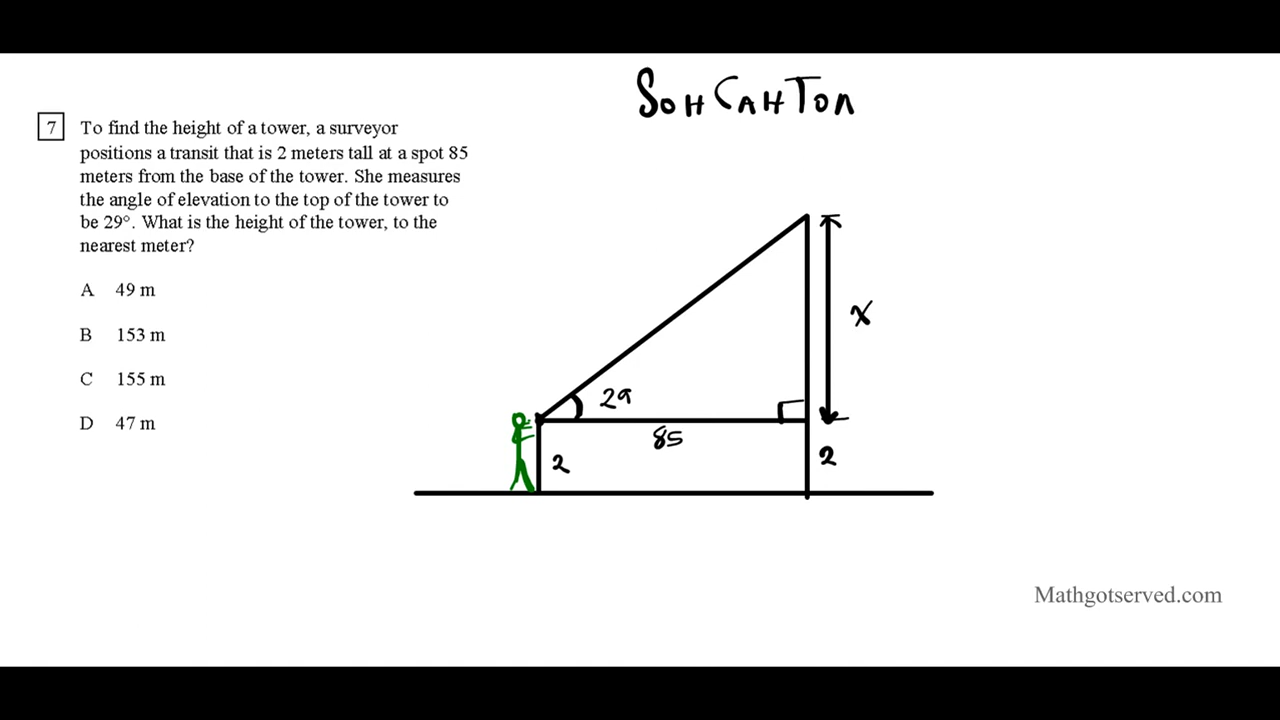 SOH CAH TOA
7 To find the height of a tower, a surveyor
positions a transit that is 2 meters tall at a spot 85
meters from the base of the tower. She measures
the angle of elevation to the top of the tower to
be 29°. What is the height of the tower, to the
nearest meter?
A 49 m
B 153 m
C 155 m
D 47 m
x
29
85
2
2
Mathgotserved.com